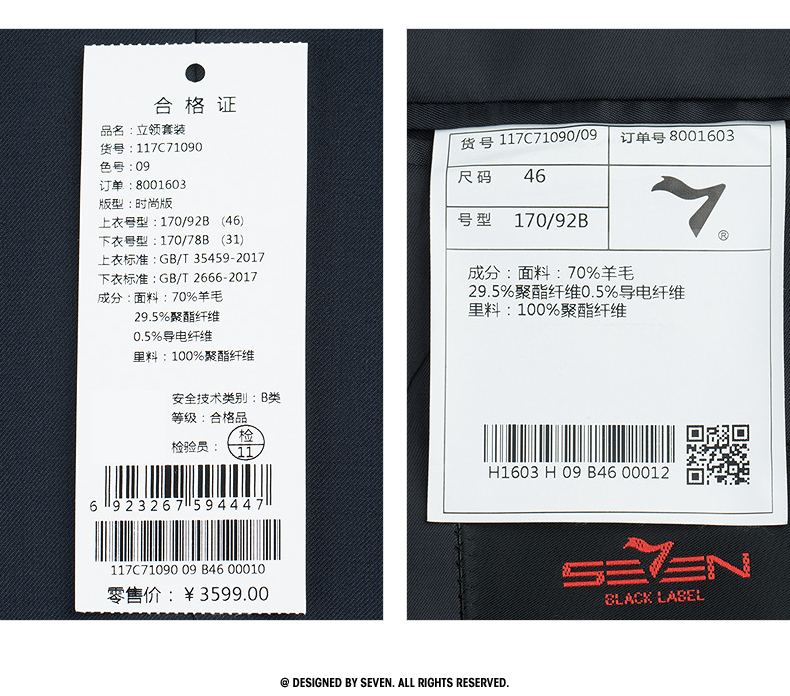 合格证
品名：立领套装
货号：117C71090
色号：09
订单：8001603
版型：时尚版
上衣号型：170/92B （46）
下衣号型：170/78B （31）
上衣标准：GB/T 35459-2017
下衣标准：GB/T 2666-2017
成分：面料：70%羊毛
29.5%聚酯纤维
0.5%导电纤维
里料：100%聚酯纤维
安全技术类别：B类
等级：合格品
检验员：检 11
6 923267 594447
117C71090 09 B46 00010
零售价：￥3599.00
货号 117C71090/09 订单号 8001603
尺码 46
号型 170/92B
®
成分：面料：70%羊毛
29.5%聚酯纤维0.5%导电纤维
里料：100%聚酯纤维
H1603 H 09 B46 00012
SEVEN
BLACK LABEL
@ DESIGNED BY SEVEN. ALL RIGHTS RESERVED.